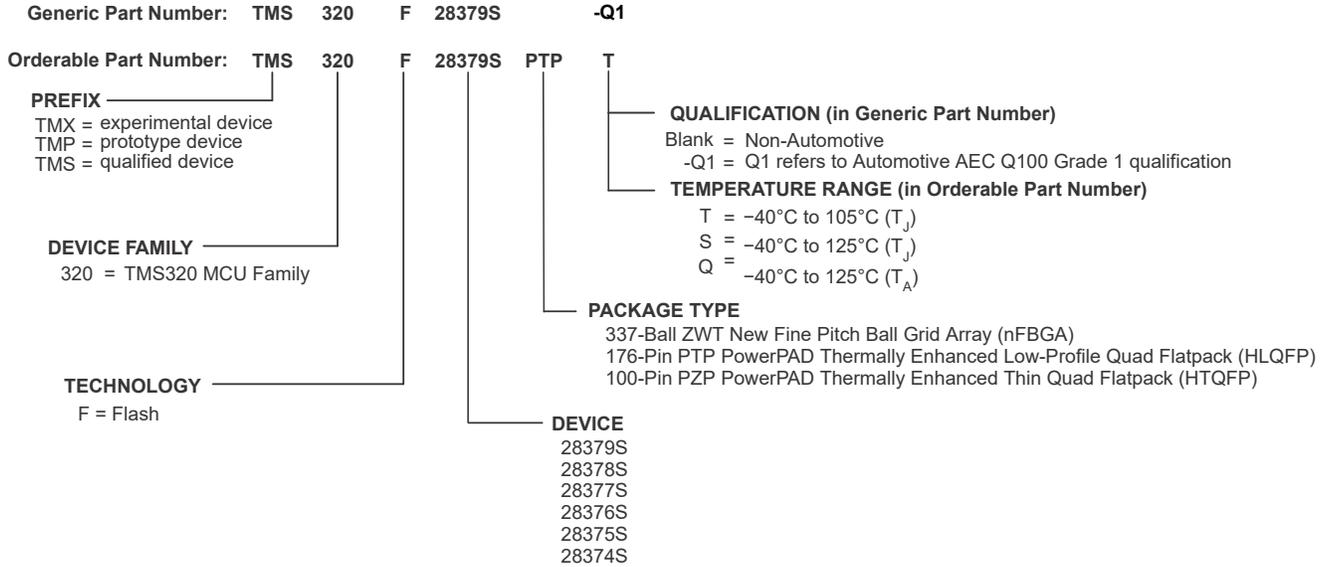 Generic Part Number: TMS 320 F 28379S -Q1
Orderable Part Number: TMS 320 F 28379S PTP T
PREFIX
TMX = experimental device
TMP = prototype device
TMS = qualified device
DEVICE FAMILY
320 = TMS320 MCU Family
TECHNOLOGY
F = Flash
QUALIFICATION (in Generic Part Number)
Blank = Non-Automotive
-Q1 = Q1 refers to Automotive AEC Q100 Grade 1 qualification
TEMPERATURE RANGE (in Orderable Part Number)
T = −40°C to 105°C (TJ)
S = −40°C to 125°C (TJ)
Q = −40°C to 125°C (TA)
PACKAGE TYPE
337-Ball ZWT New Fine Pitch Ball Grid Array (nFBGA)
176-Pin PTP PowerPAD Thermally Enhanced Low-Profile Quad Flatpack (HLQFP)
100-Pin PZP PowerPAD Thermally Enhanced Thin Quad Flatpack (HTQFP)
DEVICE
28379S
28378S
28377S
28376S
28375S
28374S